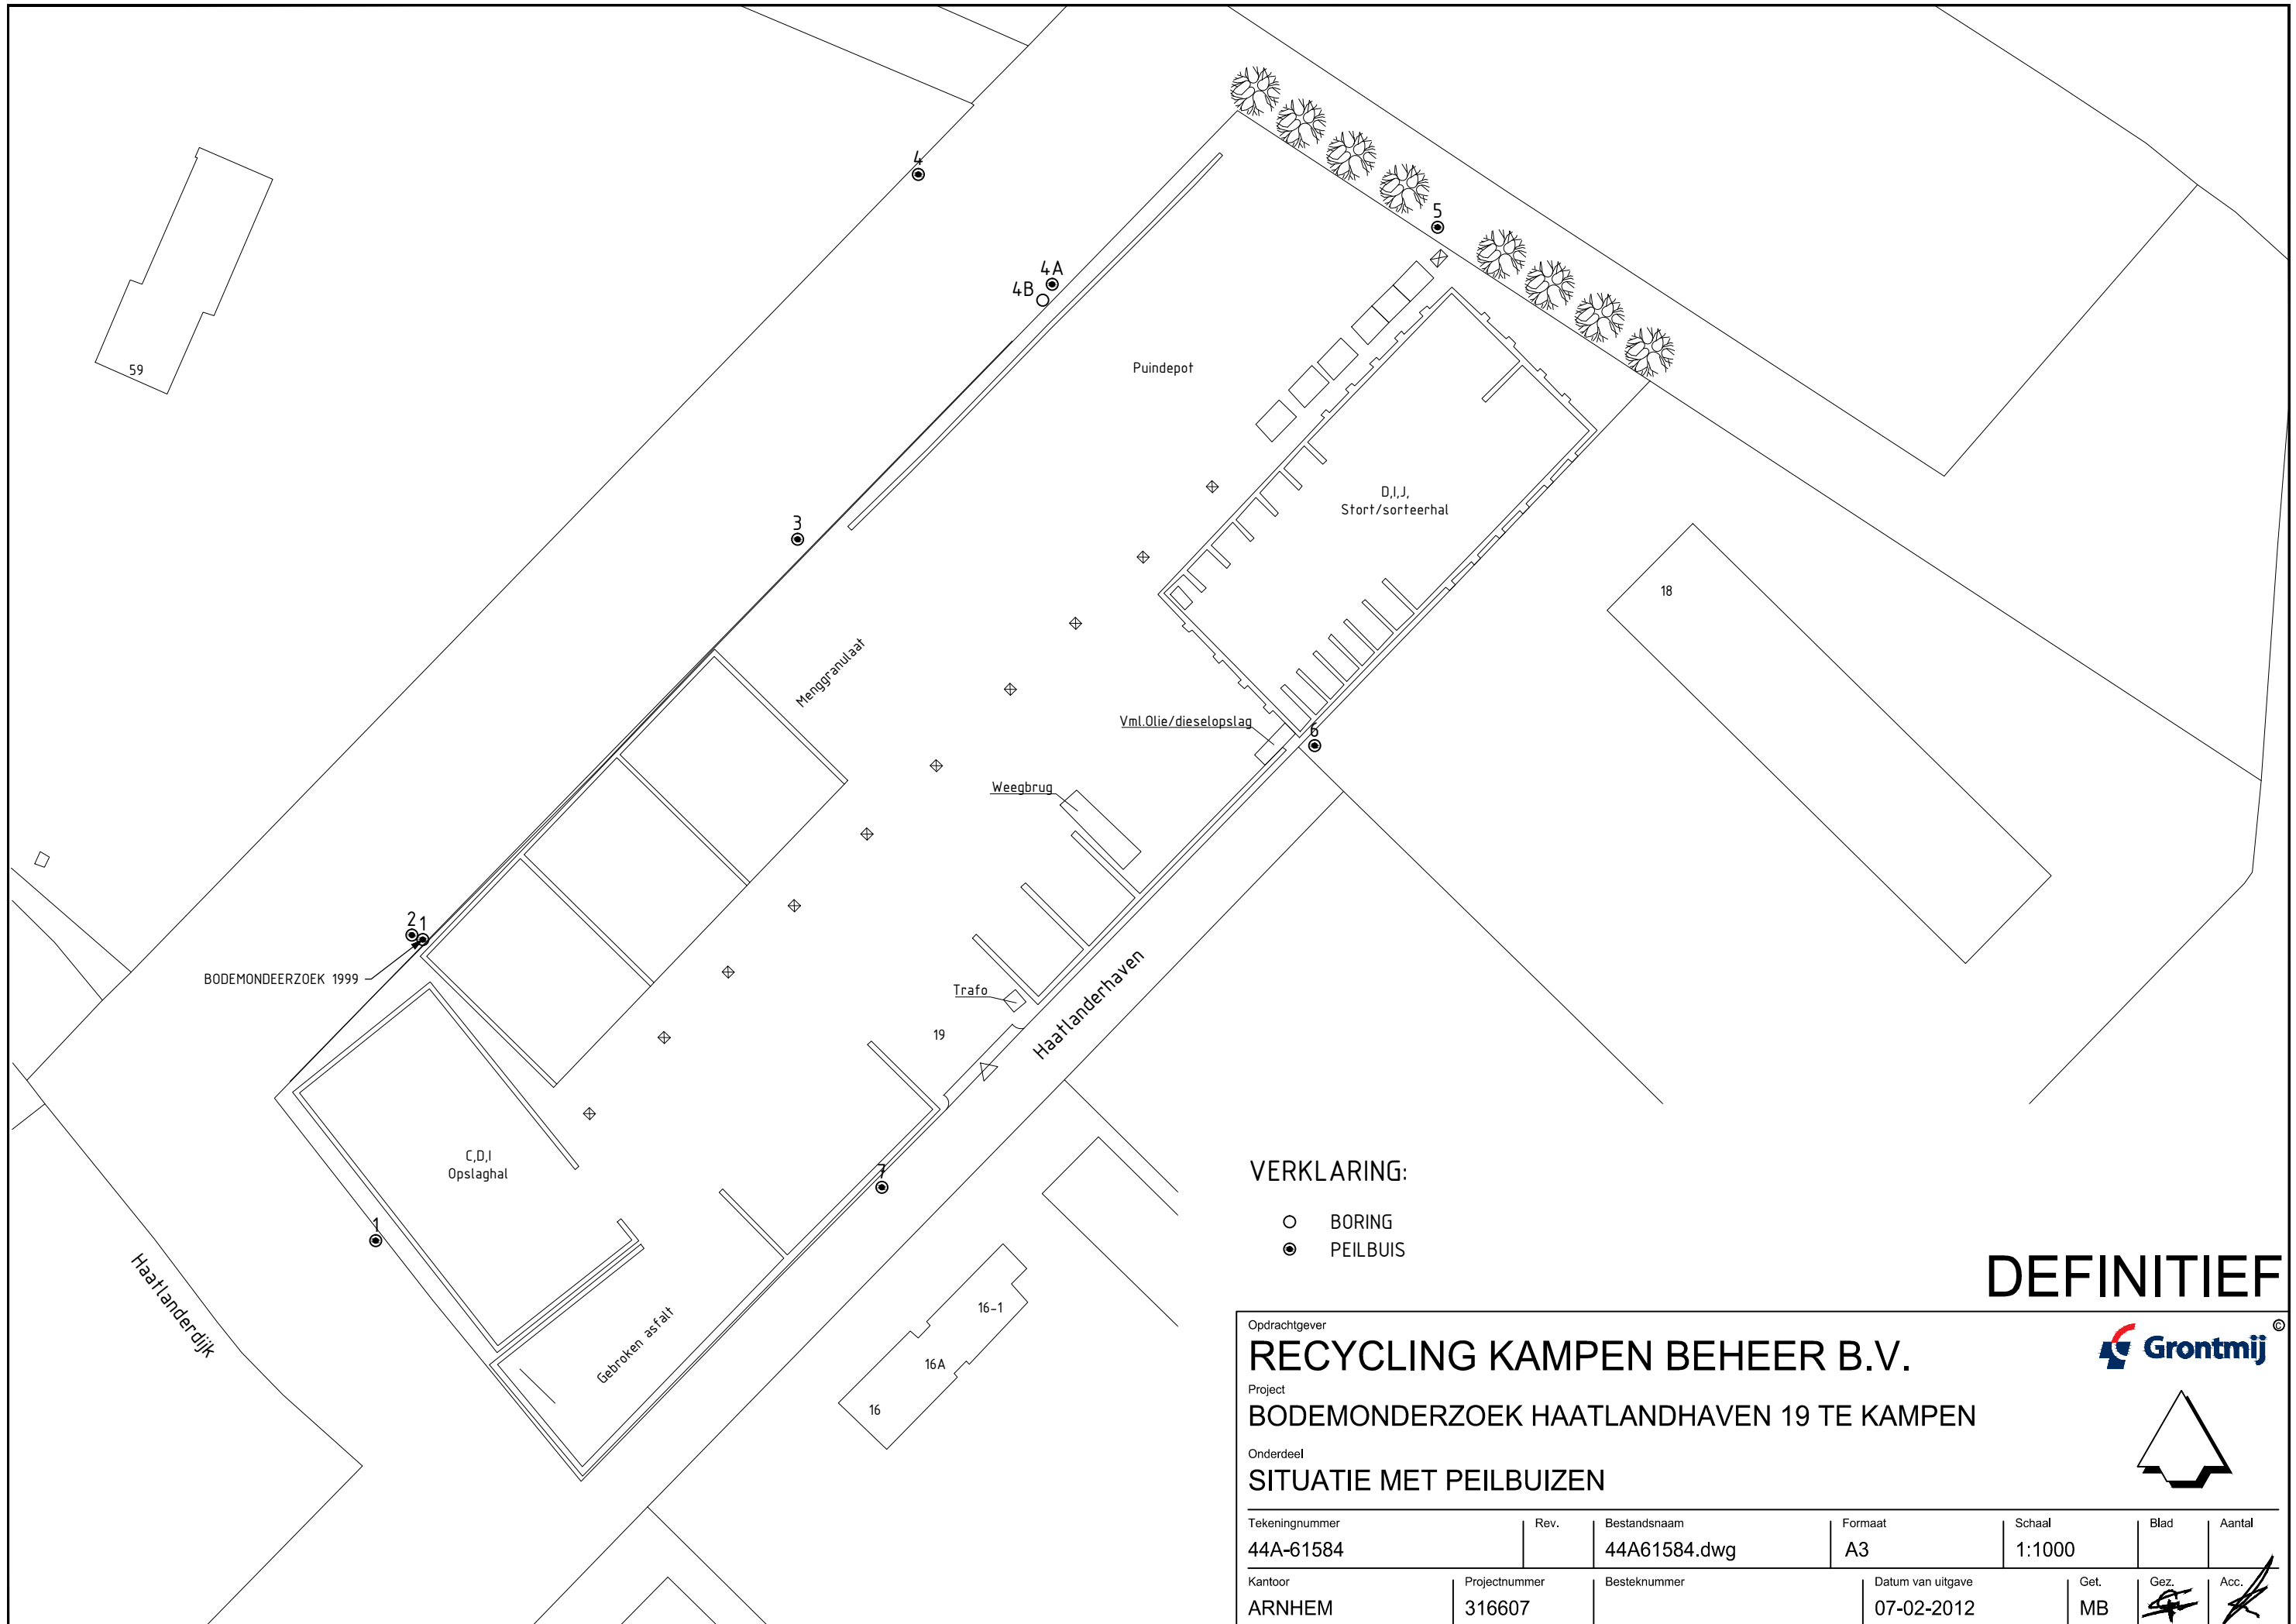 4
5
4A
4B
Puindepot
59
D,I,J,
Stort/sorteerhal
3
18
Menggranulaat
Vml.Olie/dieselopslag
6
Weegbrug
2
1
BODEMONDEERZOEK 1999
Trafo
19
Haatlanderhaven
C,D,I
Opslaghal
7
1
Haatlanderdijk
Gebroken asfalt
16-1
16A
16
VERKLARING:
BORING
PEILBUIS
DEFINITIEF
Opdrachtgever
RECYCLING KAMPEN BEHEER B.V.
©
Grontmij
Project
BODEMONDERZOEK HAATLANDHAVEN 19 TE KAMPEN
Onderdeel
SITUATIE MET PEILBUIZEN
Tekeningnummer Rev. Bestandsnaam Formaat Schaal Blad Aantal
44A-61584 44A61584.dwg A3 1:1000
Kantoor Projectnummer Besteknummer Datum van uitgave Get. Gez. Acc.
ARNHEM 316607 07-02-2012 MB